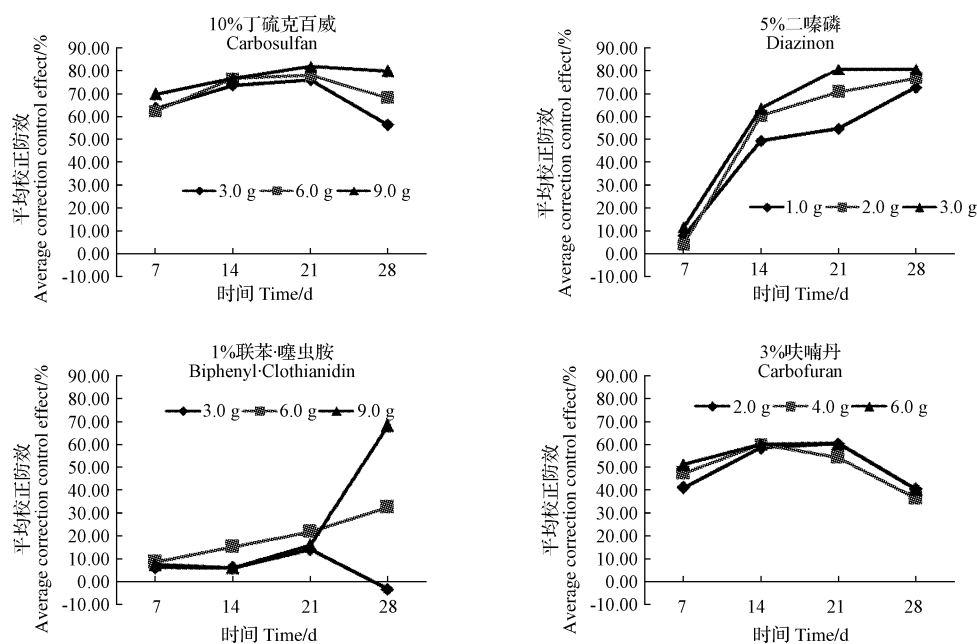 10%丁硫克百威
Carbosulfan
平均校正防效
Average correction control effect/%
90.00
80.00
70.00
60.00
50.00
40.00
30.00
20.00
10.00
0.00
-10.00
3.0 g 6.0 g 9.0 g
7 14 21 28
时间 Time/d
5%二嗪磷
Diazinon
平均校正防效
Average correction control effect/%
90.00
80.00
70.00
60.00
50.00
40.00
30.00
20.00
10.00
0.00
-10.00
1.0 g 2.0 g 3.0 g
7 14 21 28
时间 Time/d
1%联苯·噻虫胺
Biphenyl·Clothianidin
平均校正防效
Average correction control effect/%
90.00
80.00
70.00
60.00
50.00
40.00
30.00
20.00
10.00
0.00
-10.00
3.0 g 6.0 g 9.0 g
7 14 21 28
时间 Time/d
3%呋喃丹
Carbofuran
平均校正防效
Average correction control effect/%
90.00
80.00
70.00
60.00
50.00
40.00
30.00
20.00
10.00
0.00
-10.00
2.0 g 4.0 g 6.0 g
7 14 21 28
时间 Time/d